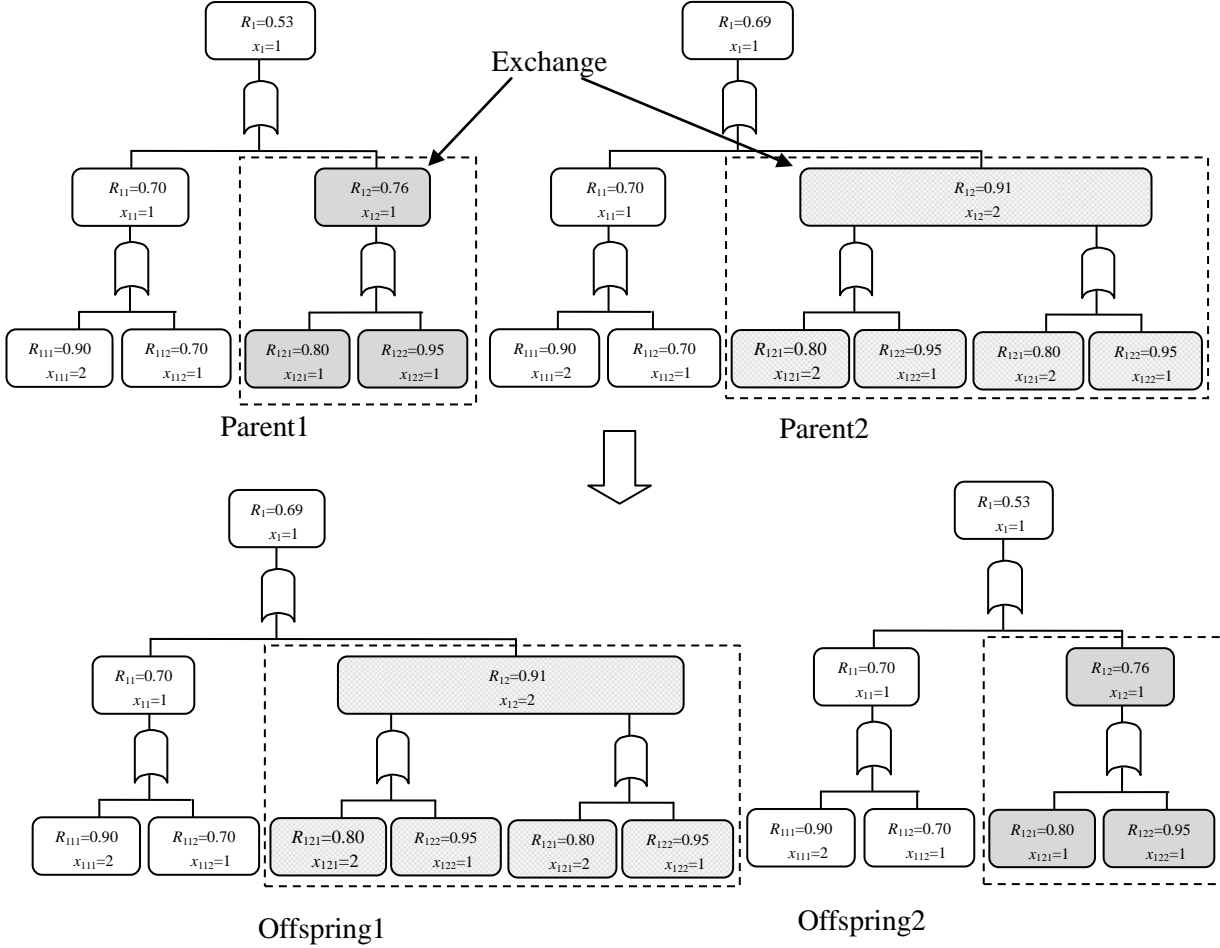 R₁=0.53
x₁=1
R₁=0.69
x₁=1
Exchange
R₁₁=0.70
x₁₁=1
R₁₂=0.76
x₁₂=1
R₁₁=0.70
x₁₁=1
R₁₂=0.91
x₁₂=2
R₁₁₁=0.90
x₁₁₁=2
R₁₁₂=0.70
x₁₁₂=1
R₁₂₁=0.80
x₁₂₁=1
R₁₂₂=0.95
x₁₂₂=1
R₁₁₁=0.90
x₁₁₁=2
R₁₁₂=0.70
x₁₁₂=1
R₁₂₁=0.80
x₁₂₁=2
R₁₂₂=0.95
x₁₂₂=1
R₁₂₁=0.80
x₁₂₁=2
R₁₂₂=0.95
x₁₂₂=1
Parent1
Parent2
R₁=0.69
x₁=1
R₁=0.53
x₁=1
R₁₁=0.70
x₁₁=1
R₁₂=0.91
x₁₂=2
R₁₁=0.70
x₁₁=1
R₁₂=0.76
x₁₂=1
R₁₁₁=0.90
x₁₁₁=2
R₁₁₂=0.70
x₁₁₂=1
R₁₂₁=0.80
x₁₂₁=2
R₁₂₂=0.95
x₁₂₂=1
R₁₂₁=0.80
x₁₂₁=2
R₁₂₂=0.95
x₁₂₂=1
R₁₁₁=0.90
x₁₁₁=2
R₁₁₂=0.70
x₁₁₂=1
R₁₂₁=0.80
x₁₂₁=1
R₁₂₂=0.95
x₁₂₂=1
Offspring1
Offspring2